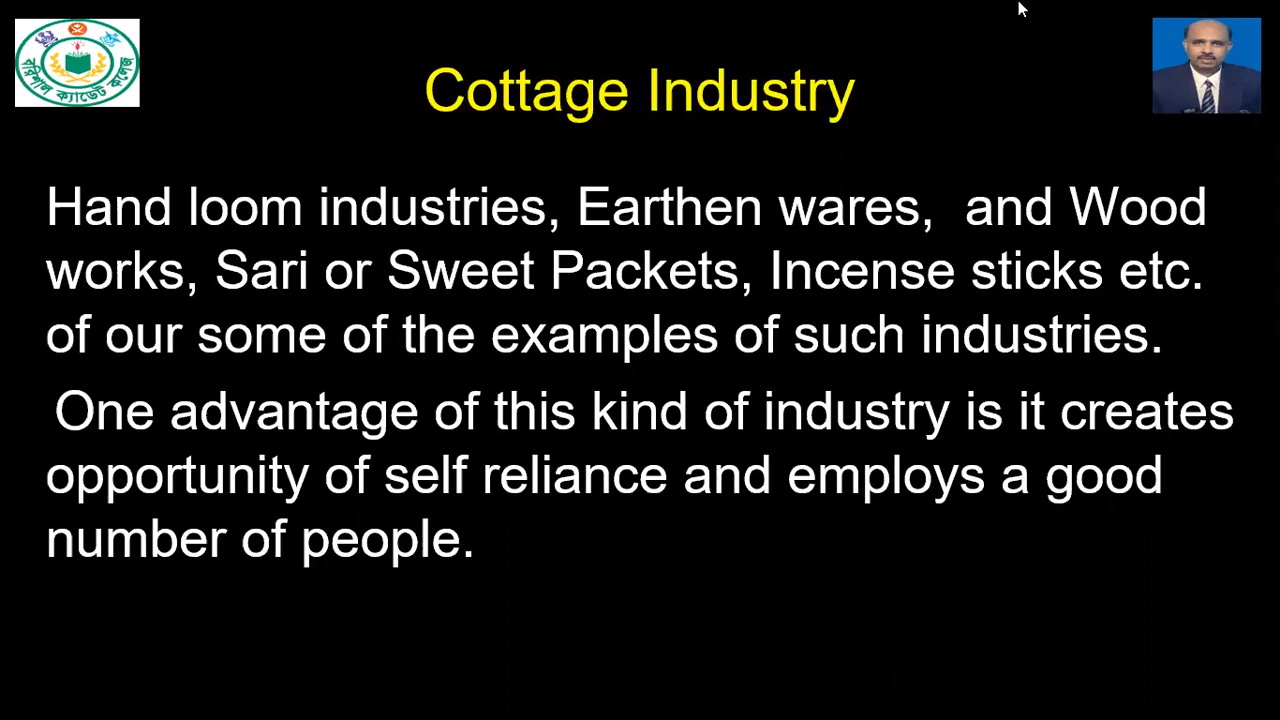 বরিশাল ক্যাডেট কলেজ
Cottage Industry
Hand loom industries, Earthen wares,  and Wood
works, Sari or Sweet Packets, Incense sticks etc.
of our some of the examples of such industries.
One advantage of this kind of industry is it creates
opportunity of self reliance and employs a good
number of people.